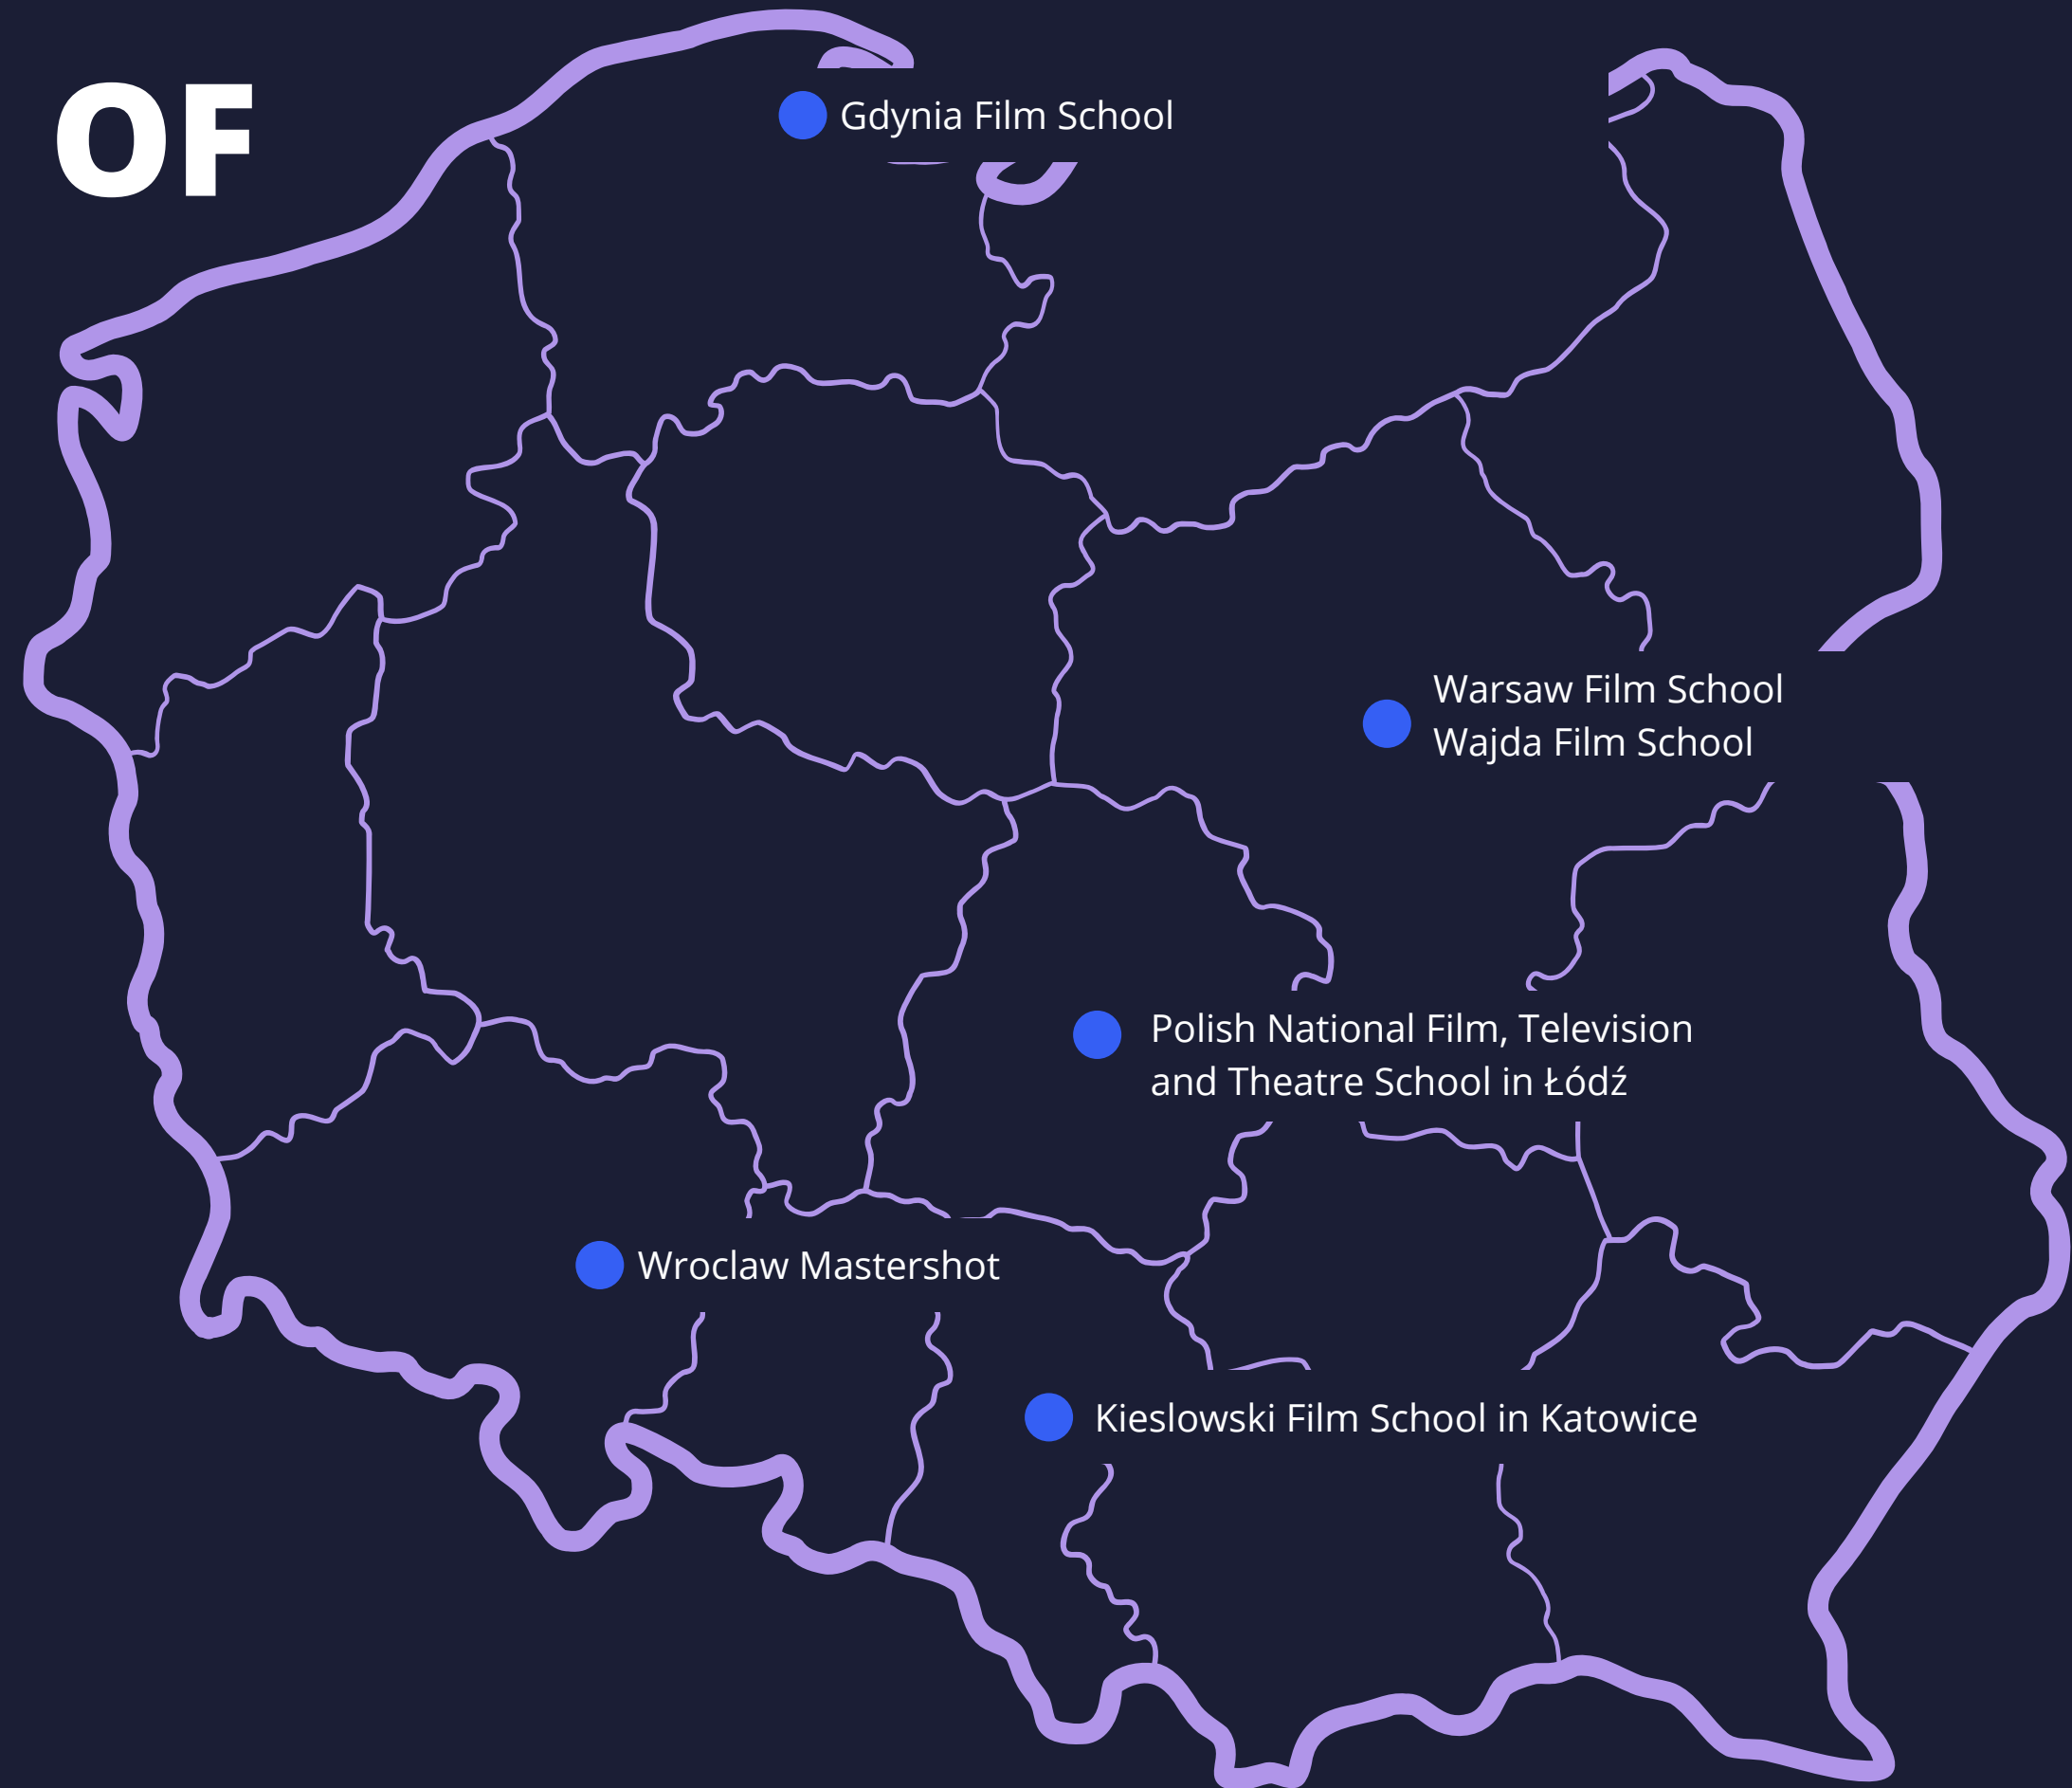 OF
Gdynia Film School
Warsaw Film School
Wajda Film School
Polish National Film, Television
and Theatre School in Łódź
Wroclaw Mastershot
Kieslowski Film School in Katowice